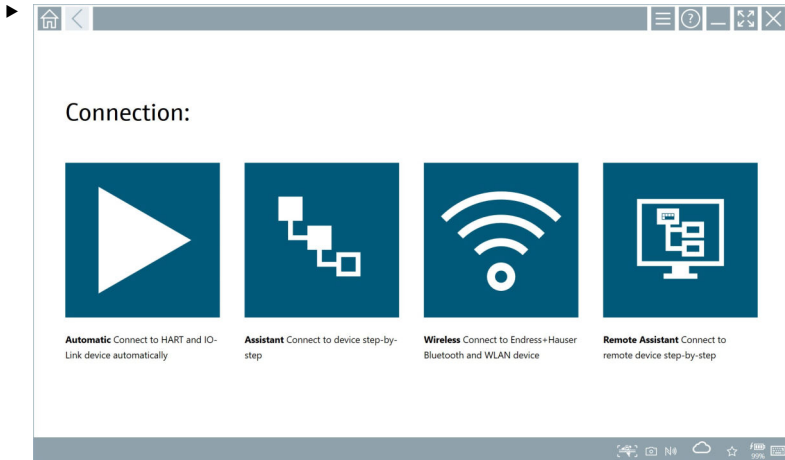 Connection:
Automatic Connect to HART and IO-
Link device automatically
Assistant Connect to device step-by-
step
Wireless Connect to Endress+Hauser
Bluetooth and WLAN device
Remote Assistant Connect to
remote device step-by-step
99%